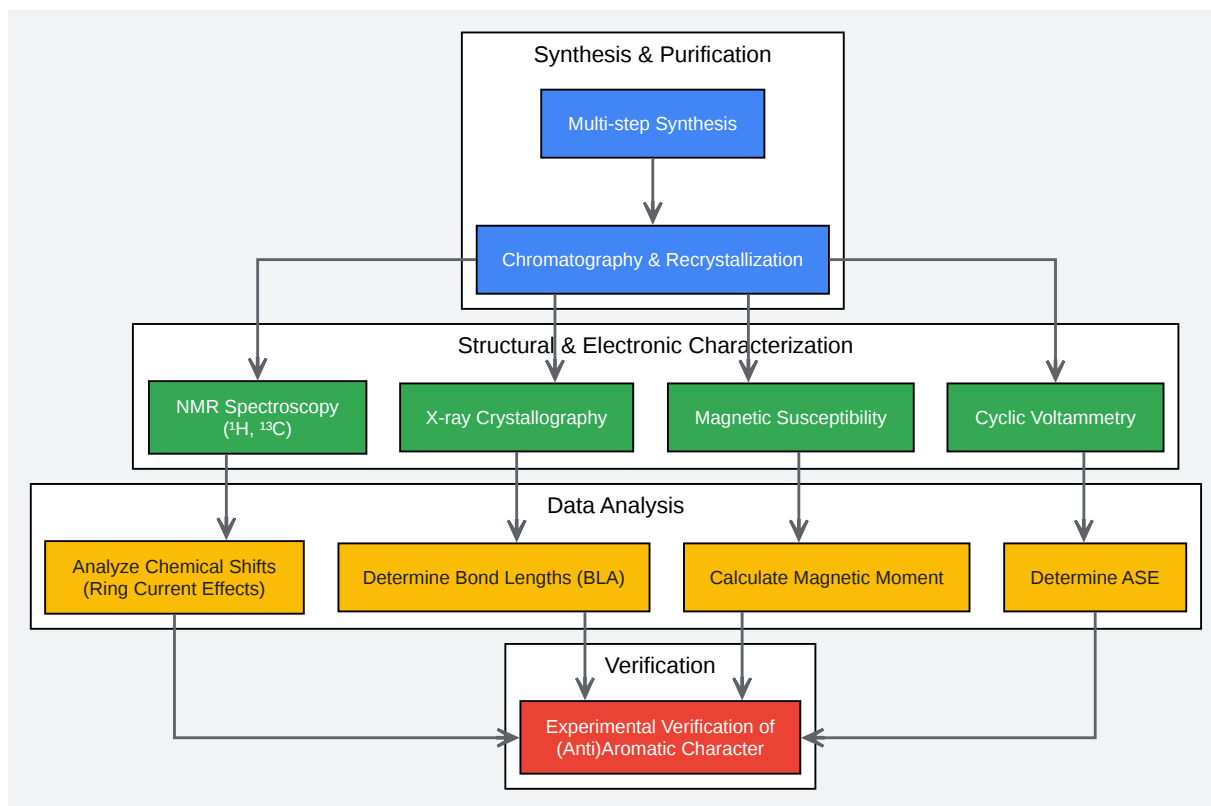 Synthesis & Purification
Multi-step Synthesis
Chromatography & Recrystallization
Structural & Electronic Characterization
NMR Spectroscopy
(¹H, ¹³C)
X-ray Crystallography
Magnetic Susceptibility
Cyclic Voltammetry
Data Analysis
Analyze Chemical Shifts
(Ring Current Effects)
Determine Bond Lengths (BLA)
Calculate Magnetic Moment
Determine ASE
Verification
Experimental Verification of
(Anti)Aromatic Character